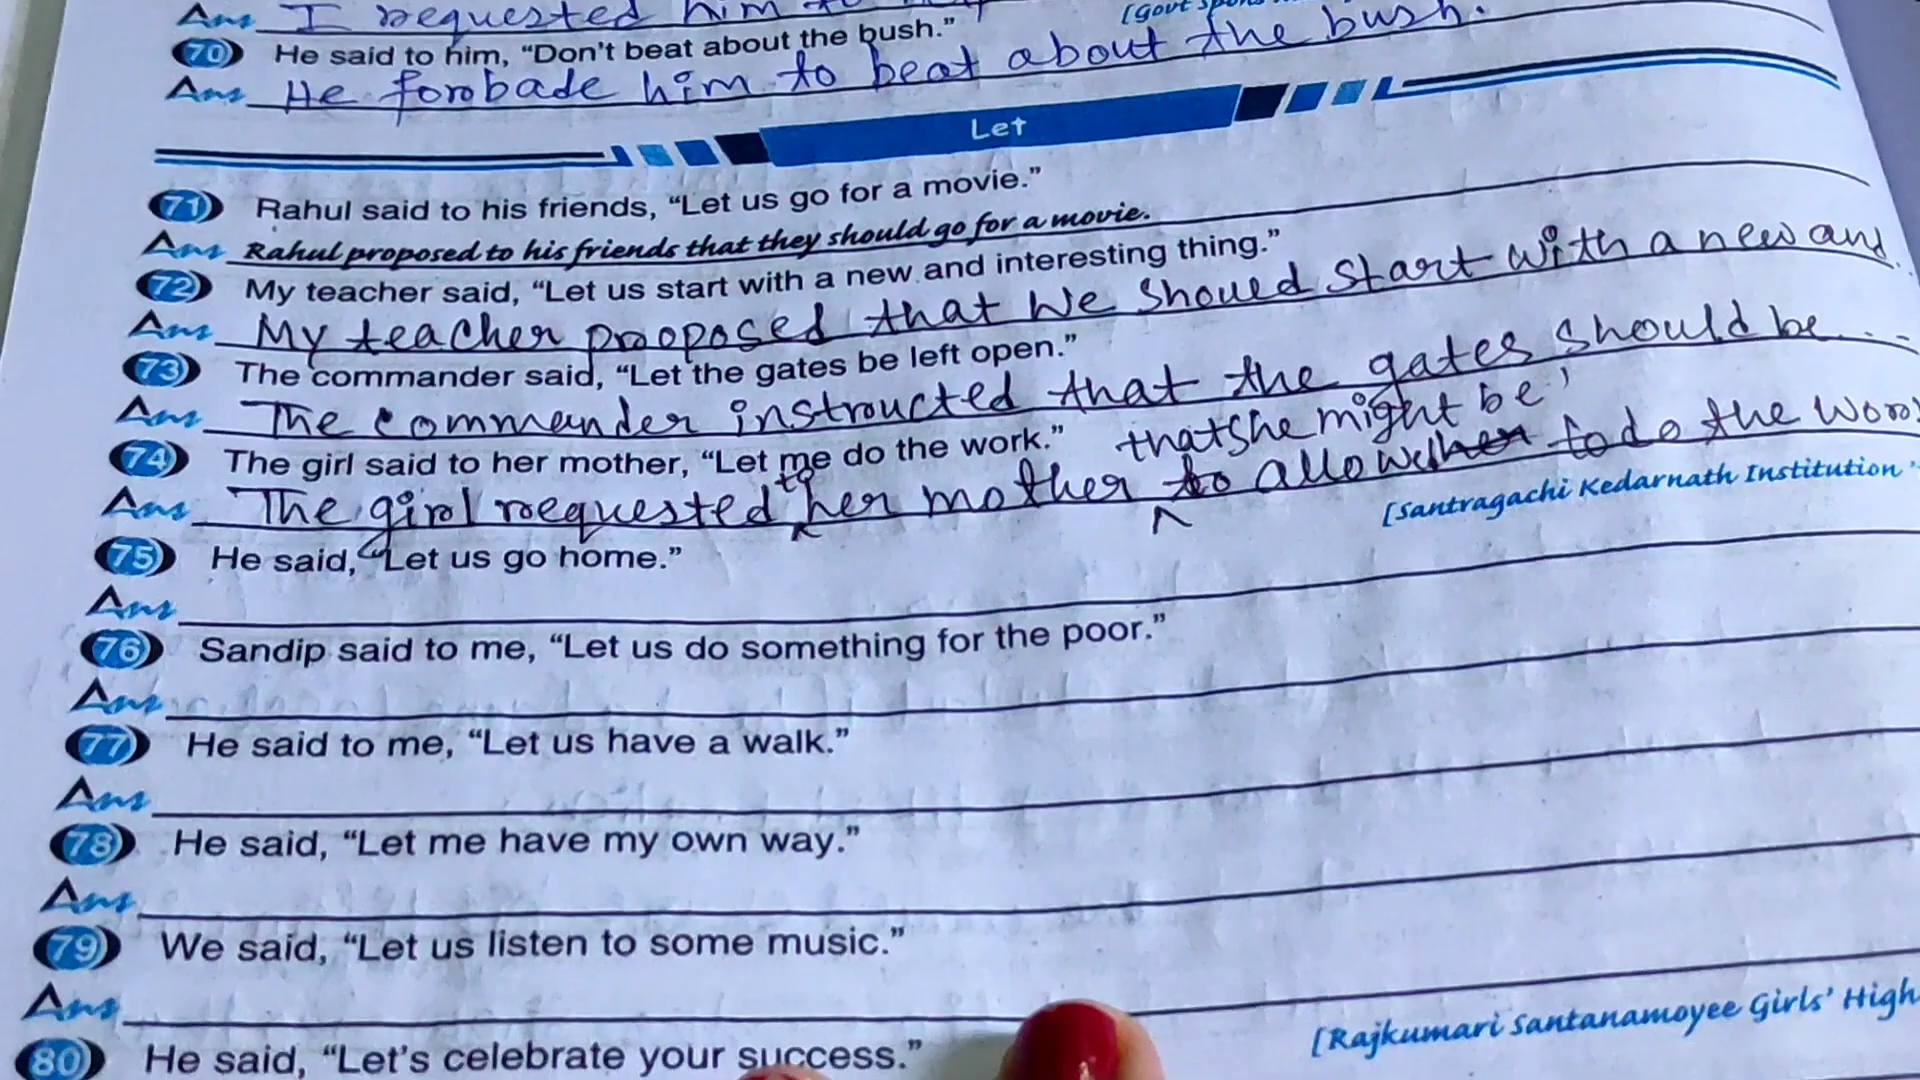 Ans I requested him to
[Govt Spons
70 He said to him, “Don't beat about the bush.”
Ans He forbade him to beat about the bush.
Let
71 Rahul said to his friends, “Let us go for a movie.”
Ans Rahul proposed to his friends that they should go for a movie.
72 My teacher said, “Let us start with a new and interesting thing.”
Ans My teacher proposed that we should start with a new and..
73 The commander said, “Let the gates be left open.”
Ans The commander instructed that the gates should be...
74 The girl said to her mother, “Let me do the work.”
that she might be
Ans The girl requested to her mother to allow her to do the
[Santragachi Kedarnath Institution
75 He said, “Let us go home.”
Ans
76 Sandip said to me, “Let us do something for the poor.”
Ans
77 He said to me, “Let us have a walk.”
Ans
78 He said, “Let me have my own way.”
Ans
79 We said, “Let us listen to some music.”
Ans
[Rajkumari Santanamoyee Girls' High
80 He said, “Let's celebrate your success.”